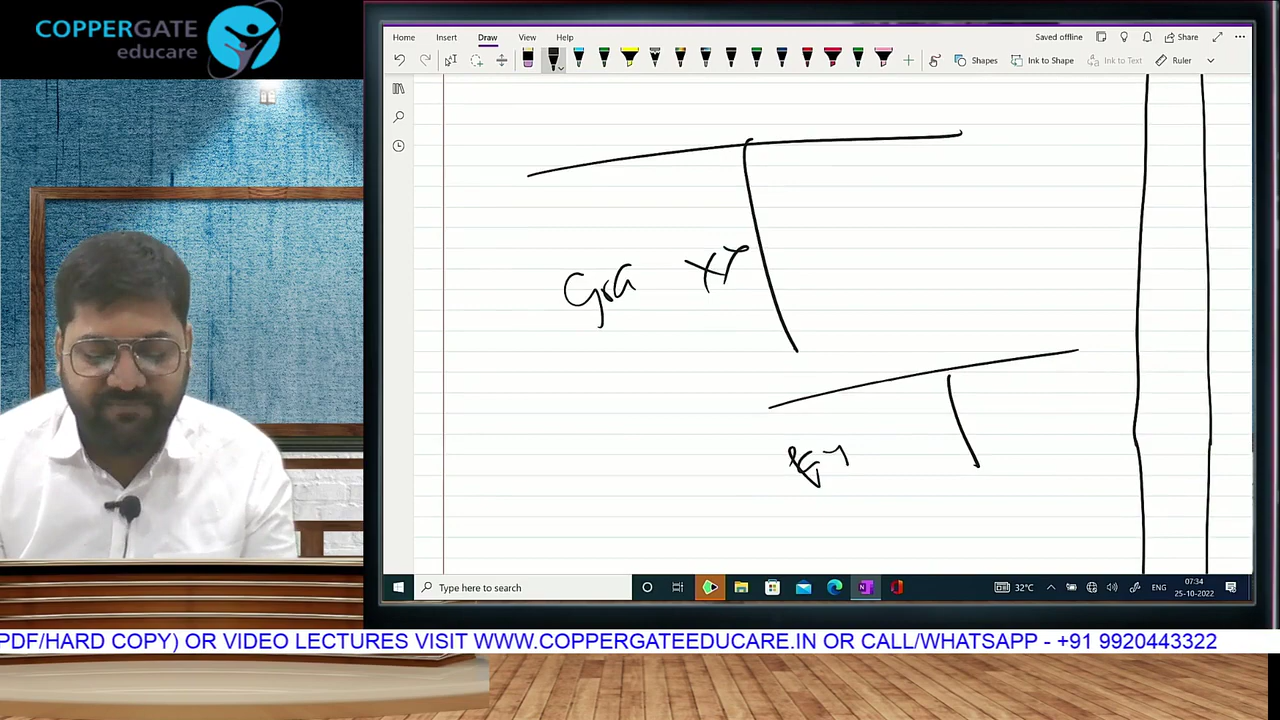 COPPERGATE
educare
Home Insert Draw View Help
Saved offline Share
Shapes Ink to Shape Ink to Text Ruler
Type here to search
32°C ENG 07:34
25-10-2022
PDF/HARD COPY) OR VIDEO LECTURES VISIT WWW.COPPERGATEEDUCARE.IN OR CALL/WHATSAPP - +91 9920443322